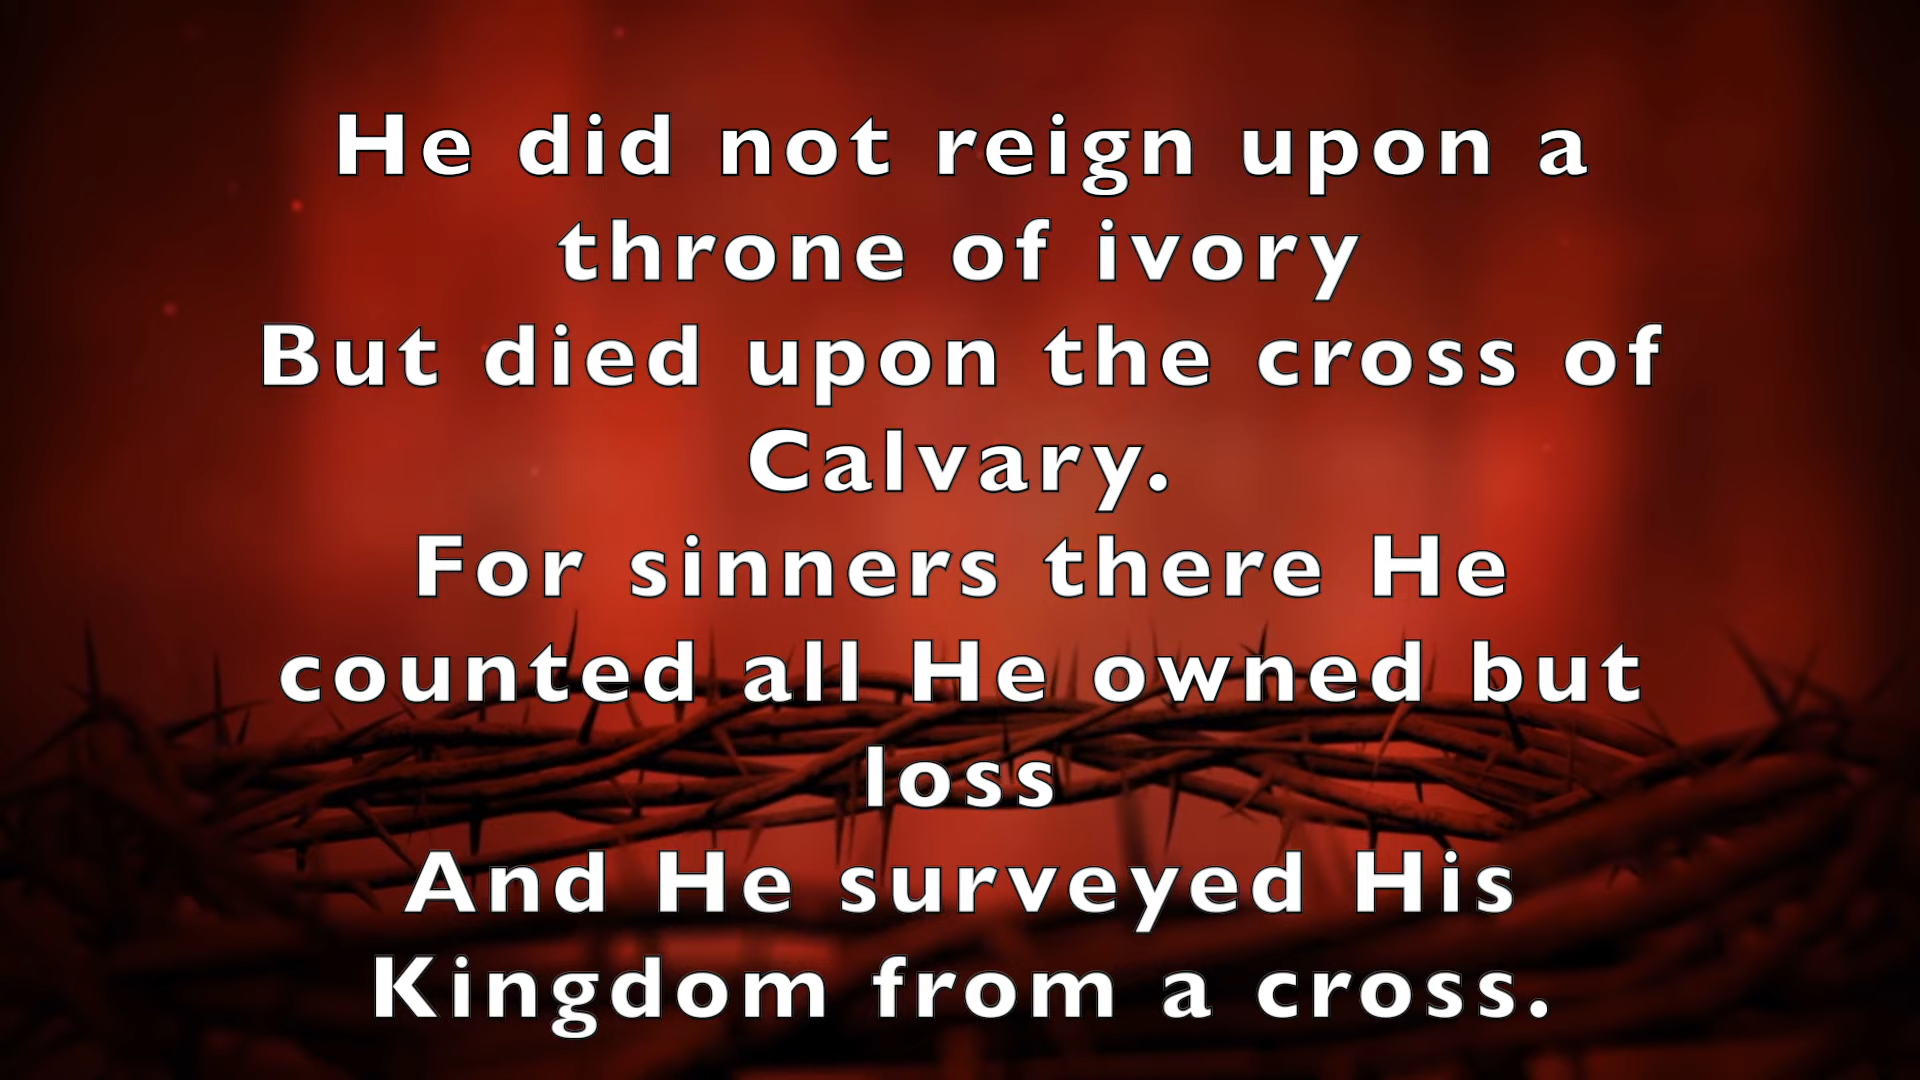 He did not reign upon a
throne of ivory
But died upon the cross of
Calvary.
For sinners there He
counted all He owned but
loss
And He surveyed His
Kingdom from a cross.